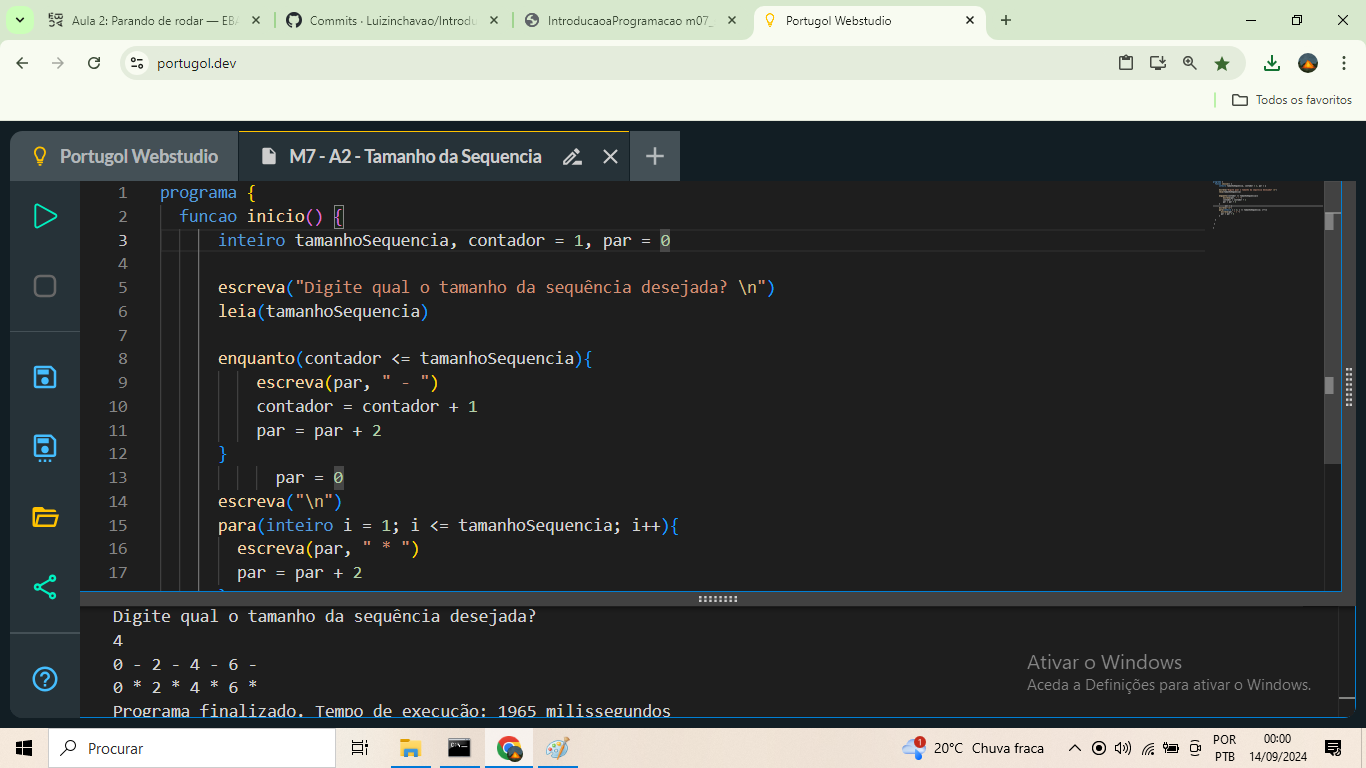 Aula 2: Parando de rodar — EBA
Commits · Luizinchavao/Introdu
IntroducaoaProgramacao m07_
Portugol Webstudio
portugol.dev
Todos os favoritos
Portugol Webstudio
M7 - A2 - Tamanho da Sequencia
1 programa {
2 funcao inicio() {
3 inteiro tamanhoSequencia, contador = 1, par = 0
4
5 escreva("Digite qual o tamanho da sequência desejada? \n")
6 leia(tamanhoSequencia)
7
8 enquanto(contador <= tamanhoSequencia){
9 escreva(par, " - ")
10 contador = contador + 1
11 par = par + 2
12 }
13 par = 0
14 escreva("\n")
15 para(inteiro i = 1; i <= tamanhoSequencia; i++){
16 escreva(par, " * ")
17 par = par + 2
Digite qual o tamanho da sequência desejada?
4
0 - 2 - 4 - 6 -
0 * 2 * 4 * 6 *
Programa finalizado. Tempo de execução: 1965 milissegundos
Ativar o Windows
Aceda a Definições para ativar o Windows.
Procurar
1
20°C Chuva fraca
POR
PTB
00:00
14/09/2024